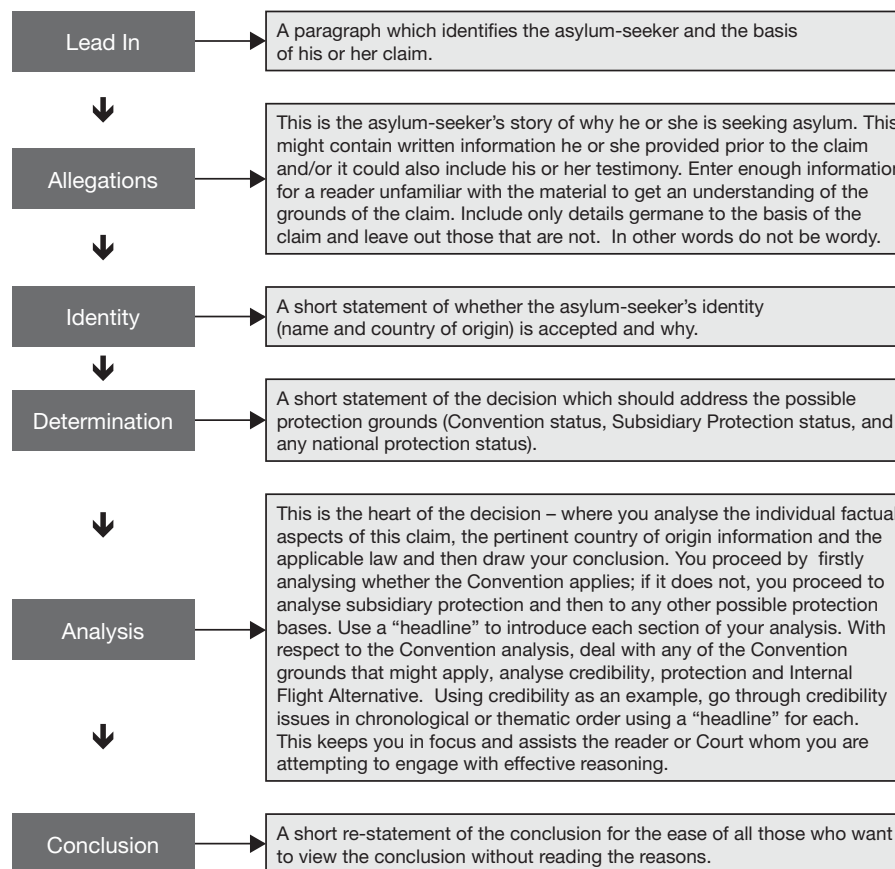 Lead In
A paragraph which identifies the asylum-seeker and the basis
of his or her claim.
Allegations
This is the asylum-seeker's story of why he or she is seeking asylum. This
might contain written information he or she provided prior to the claim
and/or it could also include his or her testimony. Enter enough information
for a reader unfamiliar with the material to get an understanding of the
grounds of the claim. Include only details germane to the basis of the
claim and leave out those that are not. In other words do not be wordy.
Identity
A short statement of whether the asylum-seeker's identity
(name and country of origin) is accepted and why.
Determination
A short statement of the decision which should address the possible
protection grounds (Convention status, Subsidiary Protection status, and
any national protection status).
Analysis
This is the heart of the decision – where you analyse the individual factual
aspects of this claim, the pertinent country of origin information and the
applicable law and then draw your conclusion. You proceed by firstly
analysing whether the Convention applies; if it does not, you proceed to
analyse subsidiary protection and then to any other possible protection
bases. Use a “headline” to introduce each section of your analysis. With
respect to the Convention analysis, deal with any of the Convention
grounds that might apply, analyse credibility, protection and Internal
Flight Alternative. Using credibility as an example, go through credibility
issues in chronological or thematic order using a “headline” for each.
This keeps you in focus and assists the reader or Court whom you are
attempting to engage with effective reasoning.
Conclusion
A short re-statement of the conclusion for the ease of all those who want
to view the conclusion without reading the reasons.